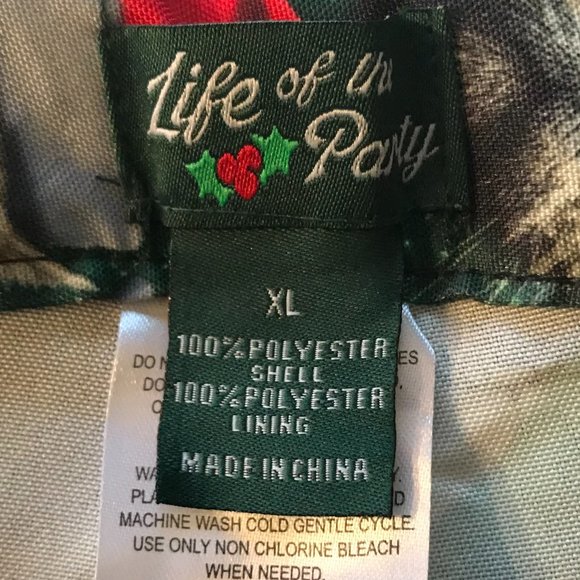 Life of the
Party
XL
100% POLYESTER
SHELL
100% POLYESTER
LINING
MADE IN CHINA
DO
DO
MACHINE WASH COLD GENTLE CYCLE.
USE ONLY NON CHLORINE BLEACH
WHEN NEEDED.